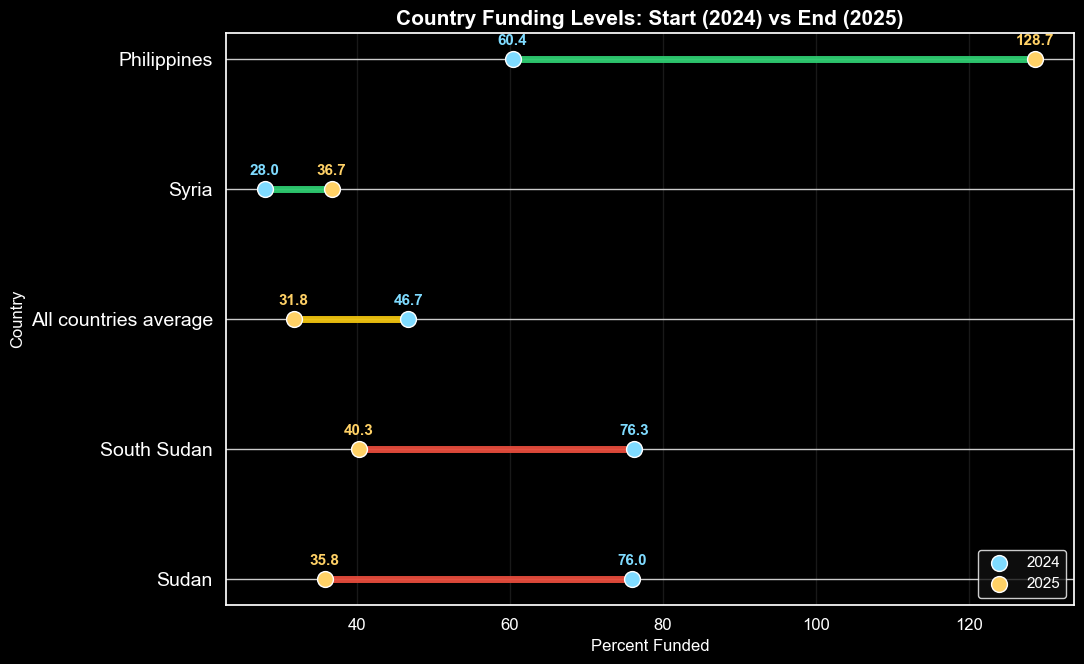 Country Funding Levels: Start (2024) vs End (2025)
Country
Philippines
60.4
128.7
Syria
28.0
36.7
All countries average
31.8
46.7
South Sudan
40.3
76.3
Sudan
35.8
76.0
2024
2025
40
60
80
100
120
Percent Funded